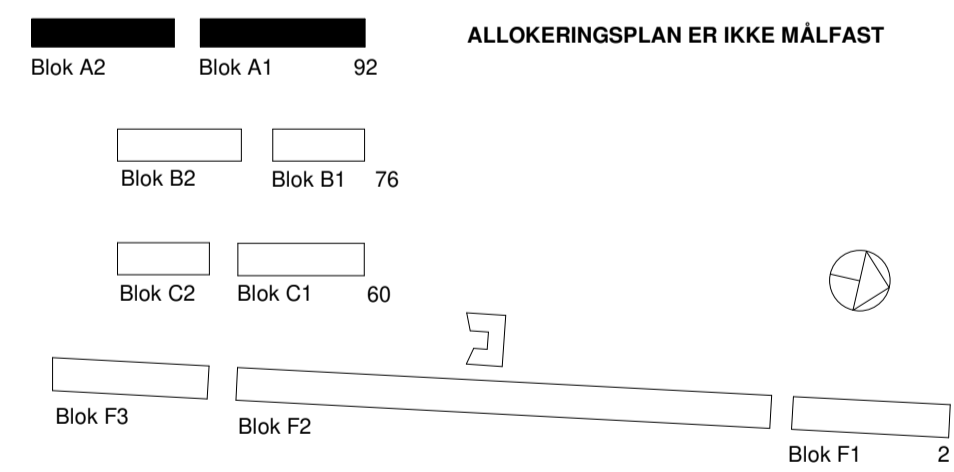 ALLOKERINGSPLAN ER IKKE MÅLFAST
Blok A2 Blok A1 92
Blok B2 Blok B1 76
Blok C2 Blok C1 60
Blok F3
Blok F2
Blok F1 2